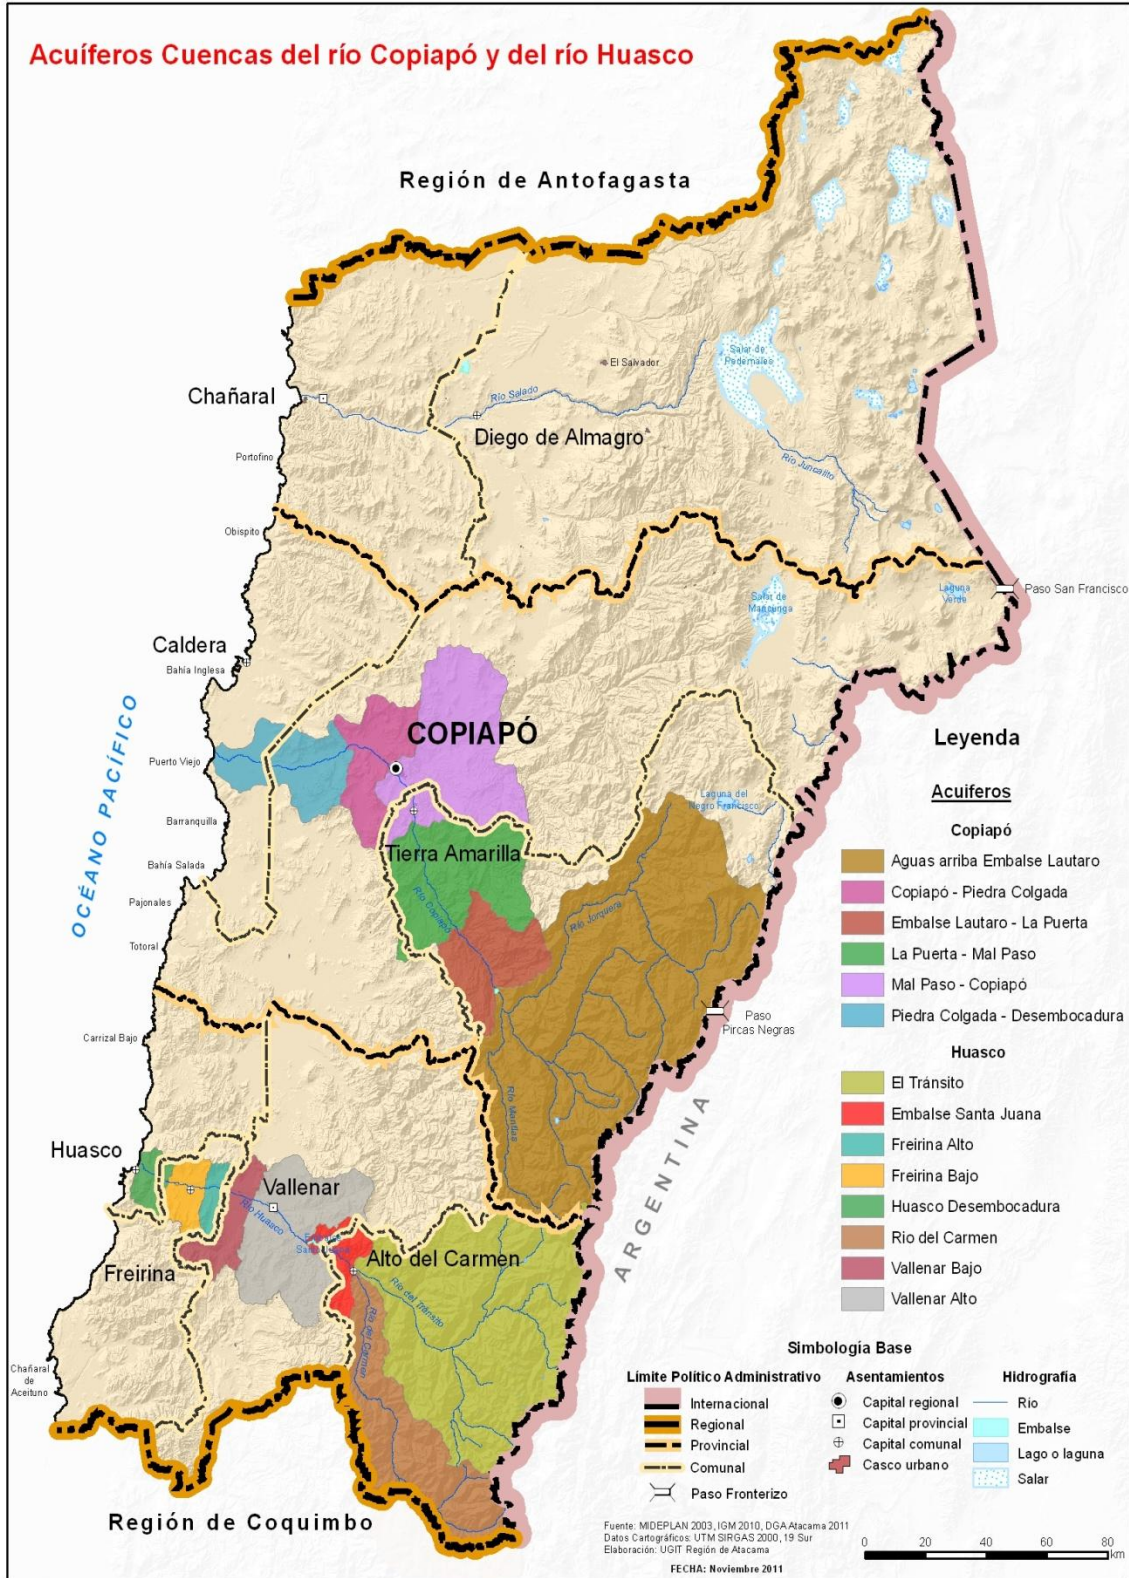 Acuíferos Cuencas del río Copiapó y del río Huasco
Región de Antofagasta
El Salvador
Salar de
Pedernales
Chañaral
Río Salado
Diego de Almagro
Portofino
Río Juncalito
Obispito
Salar de
Maricunga
Laguna
Verde
Paso San Francisco
Caldera
Bahía Inglesa
OCÉANO PACÍFICO
COPIAPÓ
Puerto Viejo
Laguna del
Negro Francisco
Barranquilla
Tierra Amarilla
Bahía Salada
Pajonales
Río Copiapó
Río Jorquera
Totoral
Paso
Pircas Negras
Carrizal Bajo
Río Manflas
ARGENTINA
Huasco
Vallenar
Río Huasco
Alto del Carmen
Freirina
Río del Tránsito
Río del Carmen
Chañaral
de
Aceituno
Región de Coquimbo
Leyenda
Acuiferos
Copiapó
Aguas arriba Embalse Lautaro
Copiapó - Piedra Colgada
Embalse Lautaro - La Puerta
La Puerta - Mal Paso
Mal Paso - Copiapó
Piedra Colgada - Desembocadura
Huasco
El Tránsito
Embalse Santa Juana
Freirina Alto
Freirina Bajo
Huasco Desembocadura
Rio del Carmen
Vallenar Bajo
Vallenar Alto
Simbología Base
Límite Político Administrativo
Internacional
Regional
Provincial
Comunal
Paso Fronterizo
Asentamientos
Capital regional
Capital provincial
Capital comunal
Casco urbano
Hidrografía
Río
Embalse
Lago o laguna
Salar
Fuente: MIDEPLAN 2003, IGM 2010, DGA Atacama 2011
Datos Cartográficos: UTM SIRGAS 2000, 19 Sur
Elaboración: UGIT Región de Atacama
FECHA: Noviembre 2011
0 20 40 60 80
km